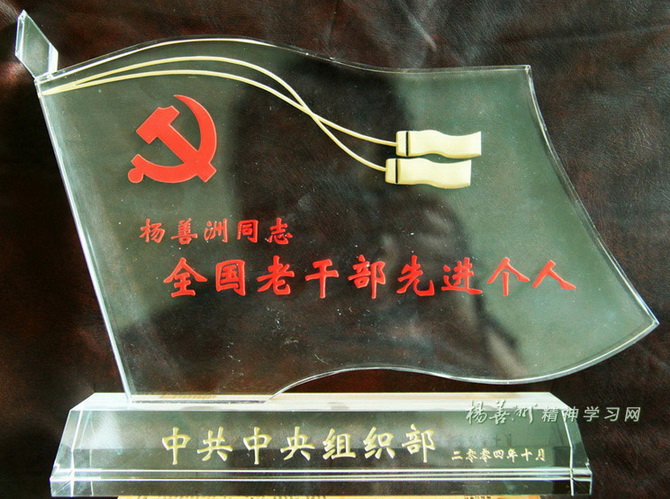 杨善洲同志
全国老干部先进个人
杨善洲精神学习网
中共中央组织部 二零零四年十月